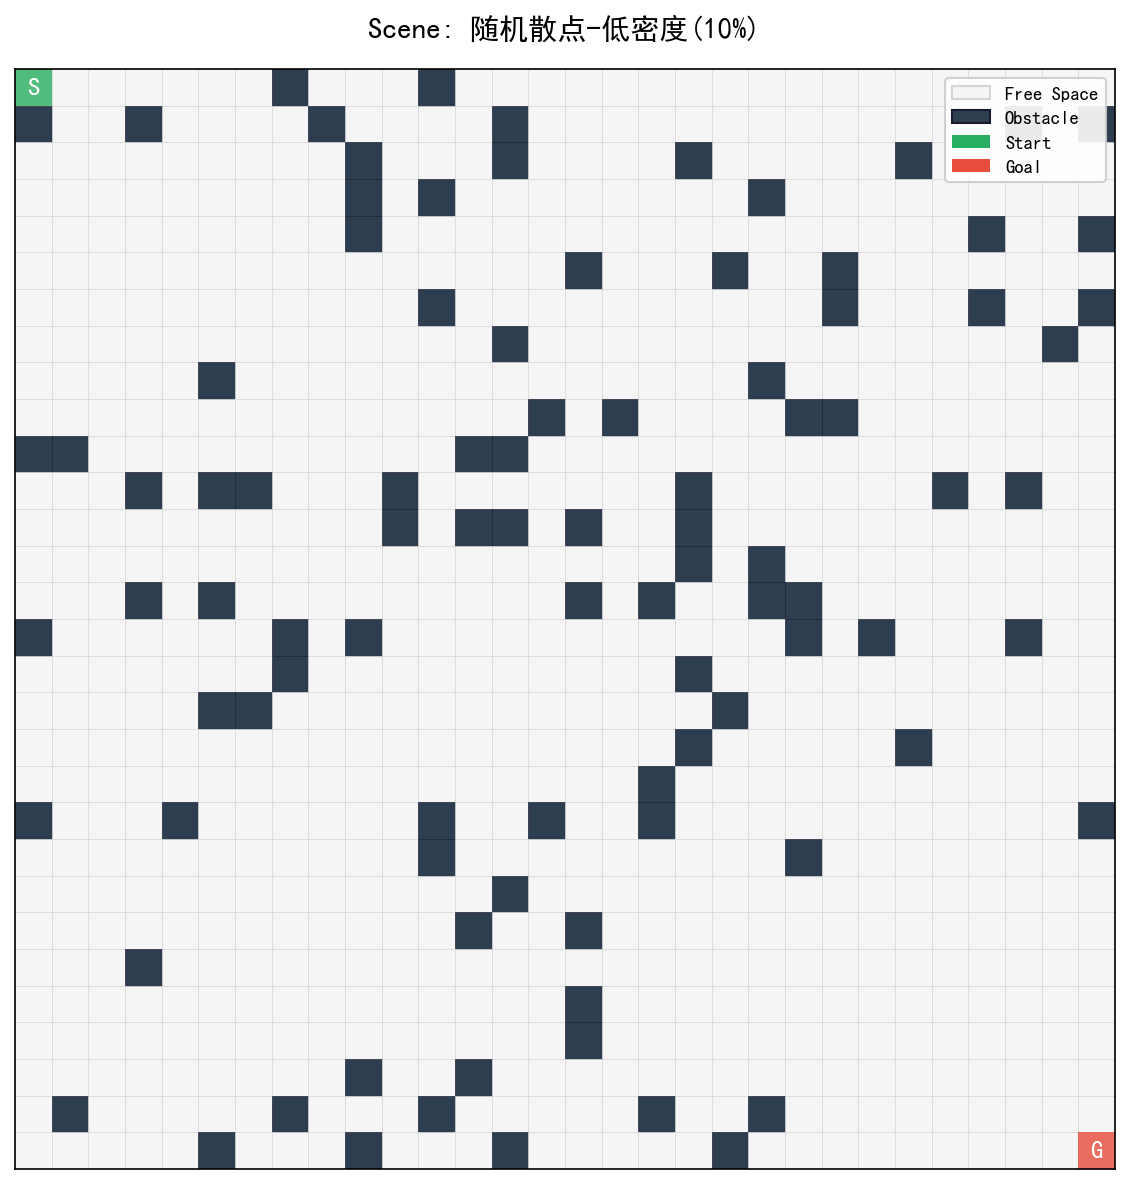 Scene: 随机散点-低密度(10%)
S
Free Space
Obstacle
Start
Goal
G